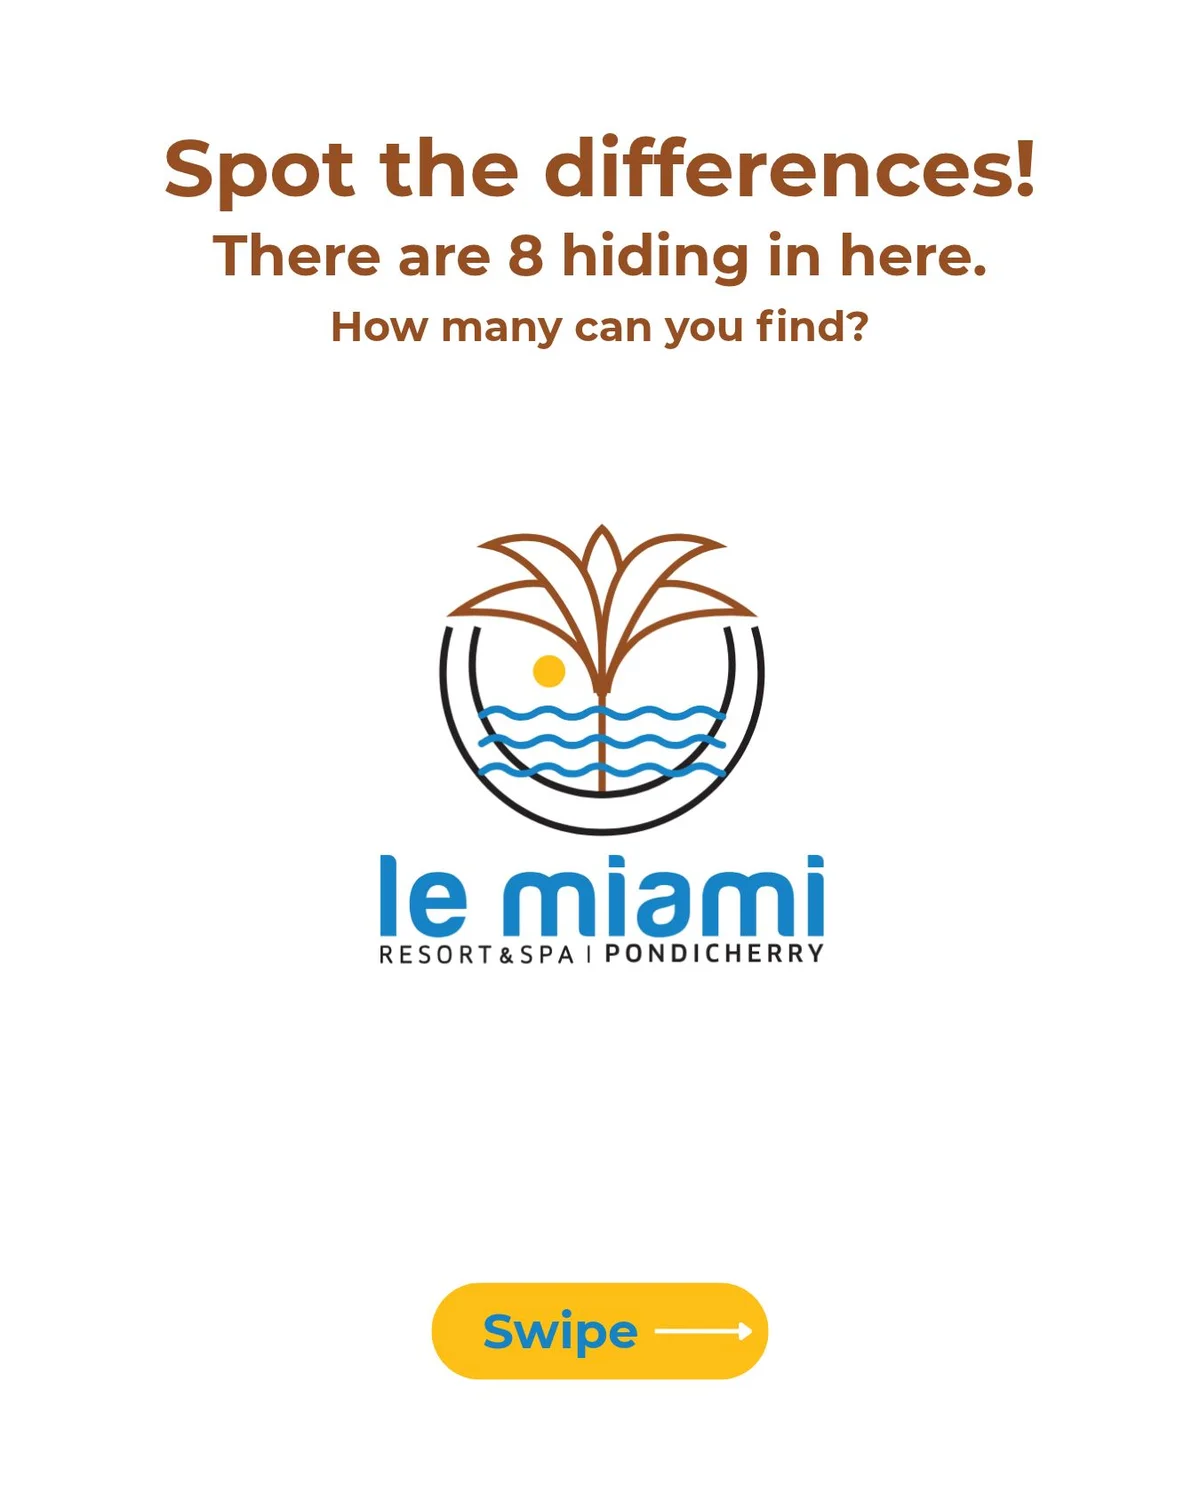 Spot the differences!
There are 8 hiding in here.
How many can you find?
le miami
RESORT & SPA | PONDICHERRY
Swipe